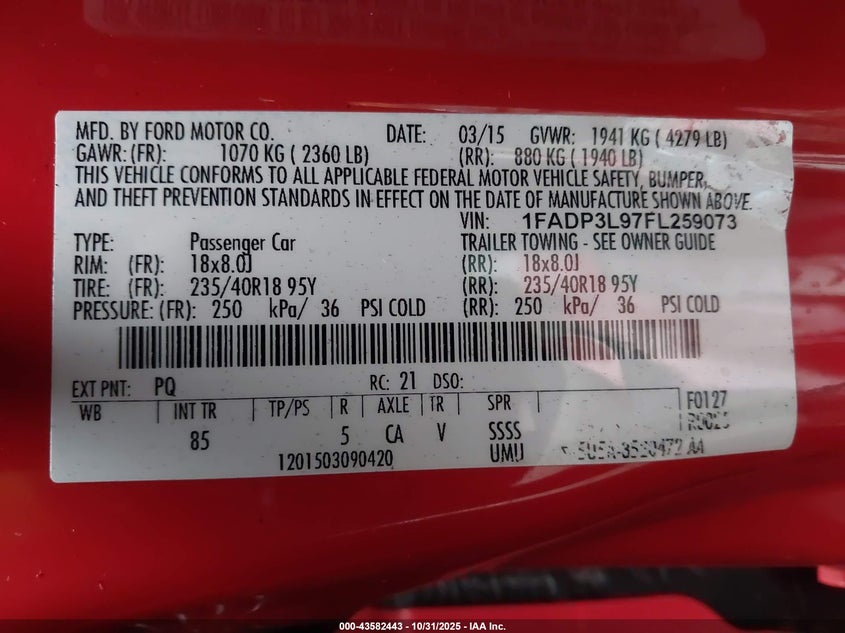 MFD. BY FORD MOTOR CO. DATE: 03/15 GVWR: 1941 KG ( 4279 LB)
GAWR: (FR): 1070 KG ( 2360 LB) (RR): 880 KG ( 1940 LB)
THIS VEHICLE CONFORMS TO ALL APPLICABLE FEDERAL MOTOR VEHICLE SAFETY, BUMPER,
AND THEFT PREVENTION STANDARDS IN EFFECT ON THE DATE OF MANUFACTURE SHOWN ABOVE.
VIN: 1FADP3L97FL259073
TYPE: Passenger Car TRAILER TOWING - SEE OWNER GUIDE
RIM: (FR): 18x8.0J (RR): 18x8.0J
TIRE: (FR): 235/40R18 95Y (RR): 235/40R18 95Y
PRESSURE: (FR): 250 kPa/ 36 PSI COLD (RR): 250 kPa/ 36 PSI COLD
EXT PNT: PQ RC: 21 DSO:
WB INT TR TP/PS R AXLE TR SPR F0127
85 5 CA V SSSS
1201503090420 UMU
000-43582443 - 10/31/2025 - IAA Inc.